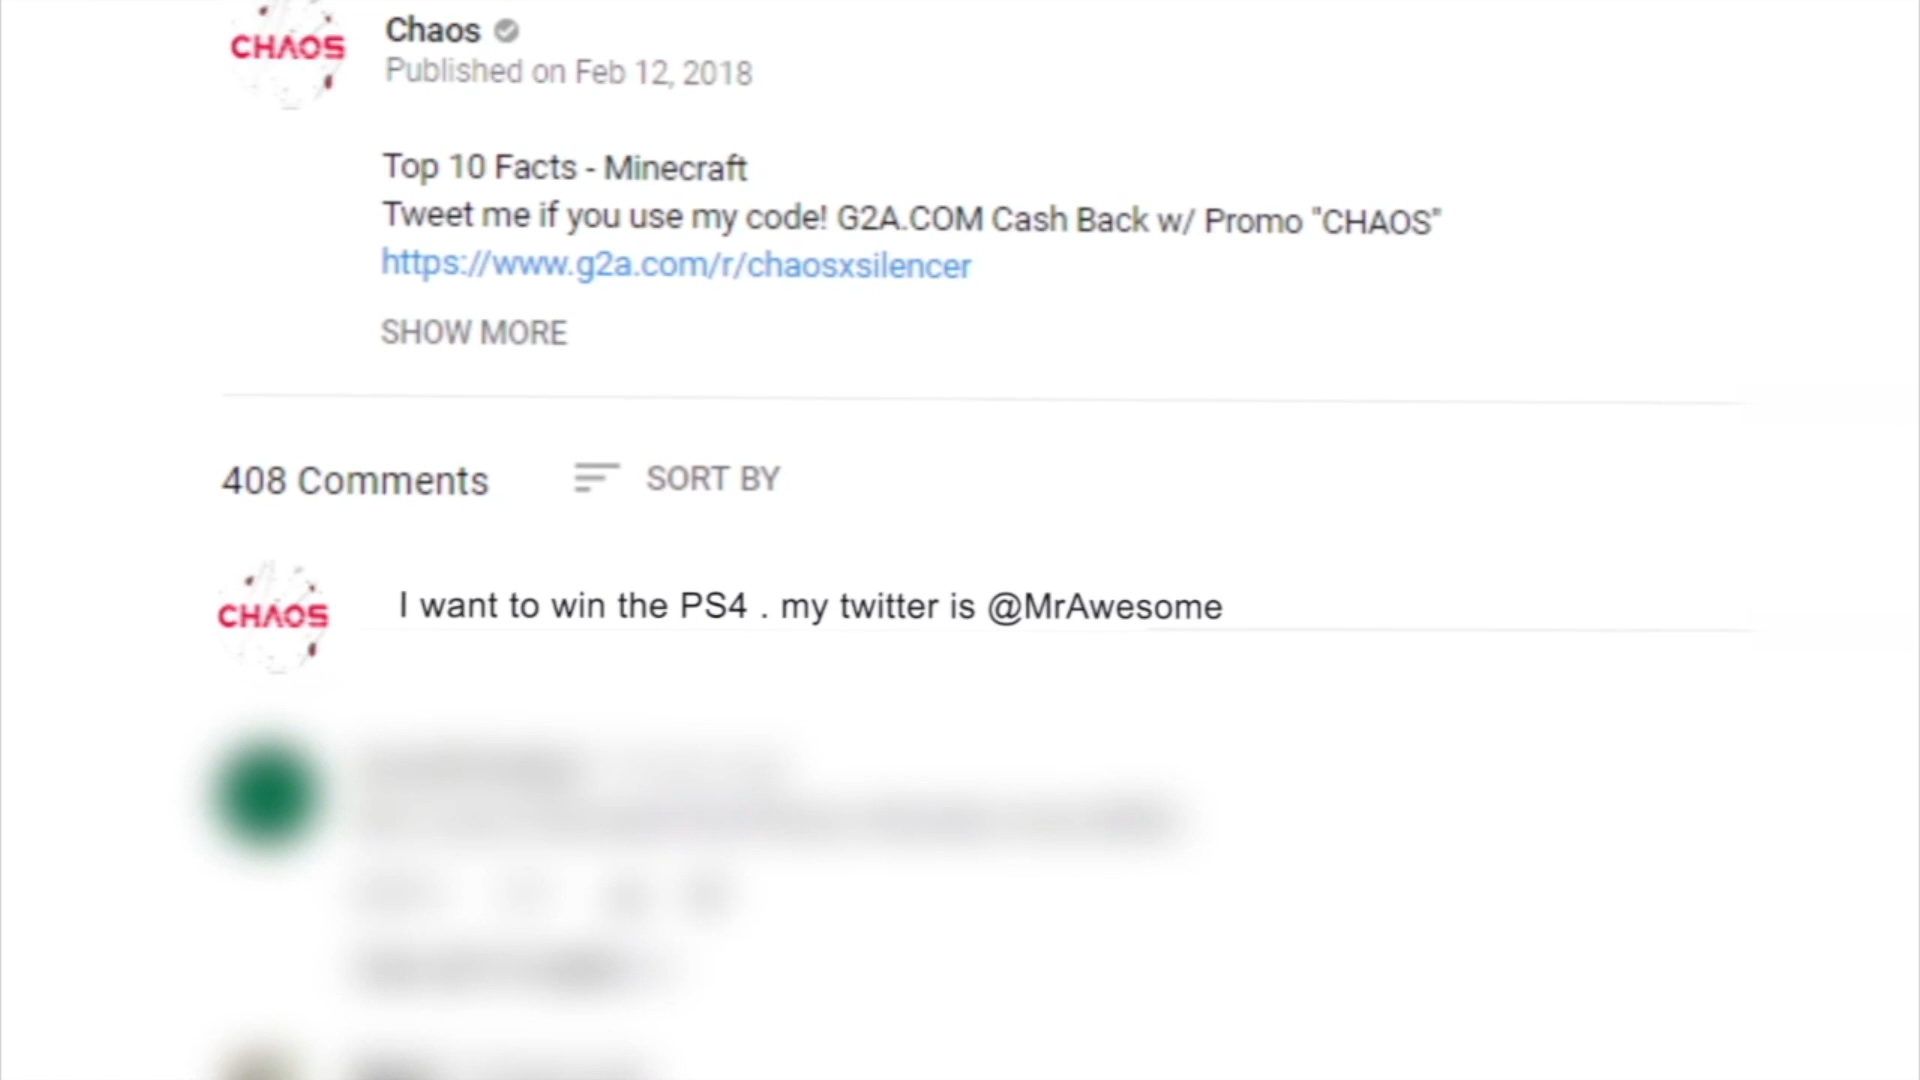 CHAOS
Chaos
Published on Feb 12, 2018
Top 10 Facts - Minecraft
Tweet me if you use my code! G2A.COM Cash Back w/ Promo "CHAOS"
https://www.g2a.com/r/chaosxsilencer
SHOW MORE
408 Comments SORT BY
CHAOS
I want to win the PS4 . my twitter is @MrAwesome